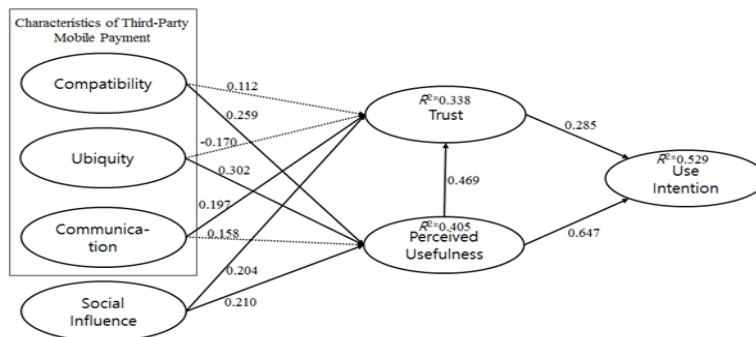 Characteristics of Third-Party
Mobile Payment
Compatibility
Ubiquity
Communica-
tion
Social
Influence
0.112
0.259
-0.170
0.302
0.197
0.158
0.204
0.210
R²=0.338
Trust
0.469
R²=0.405
Perceived
Usefulness
0.285
0.647
R²=0.529
Use
Intention